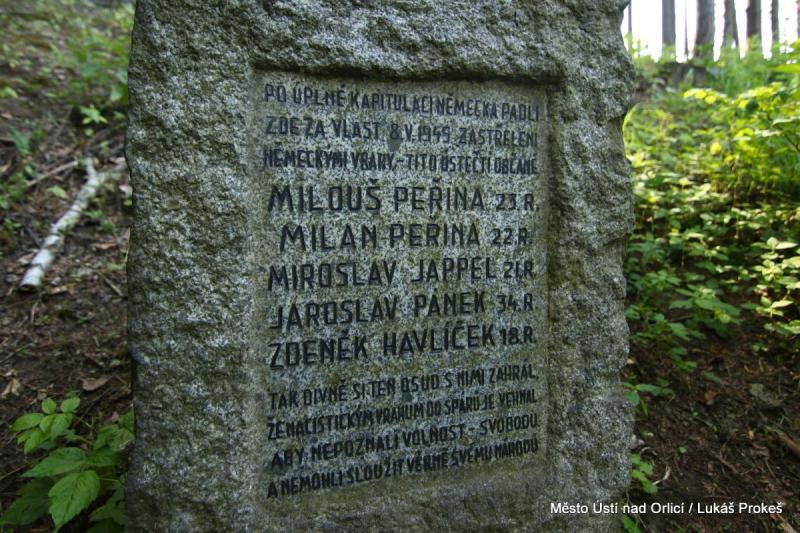 PO ÚPLNÉ KAPITULACI NĚMECKA PADLI
ZDE ZA VLAST 8.V.1945 ZASTŘELENI
NĚMECKÝMI VRAHY - TITO ÚSTEČTÍ OBČANÉ
MILOUŠ PEŘINA 23.R.
MILAN PEŘINA 22.R.
MIROSLAV JAPPEL 21.R.
JAROSLAV PÁNEK 34.R
ZDENĚK HAVLÍČEK 18.R.
TAK DIVNĚ SI TEN OSUD S NIMI ZAHRÁL,
ŽE NALISTICKÝM VRAHŮM DO SPÁRŮ JE VEHNAL
ABY NEPOZNALI VOLNOST - SVOBODU
A NEMOHLI SLOUŽIT VĚRNĚ SVÉMU NÁRODU
Město Ústí nad Orlicí / Lukáš Prokeš